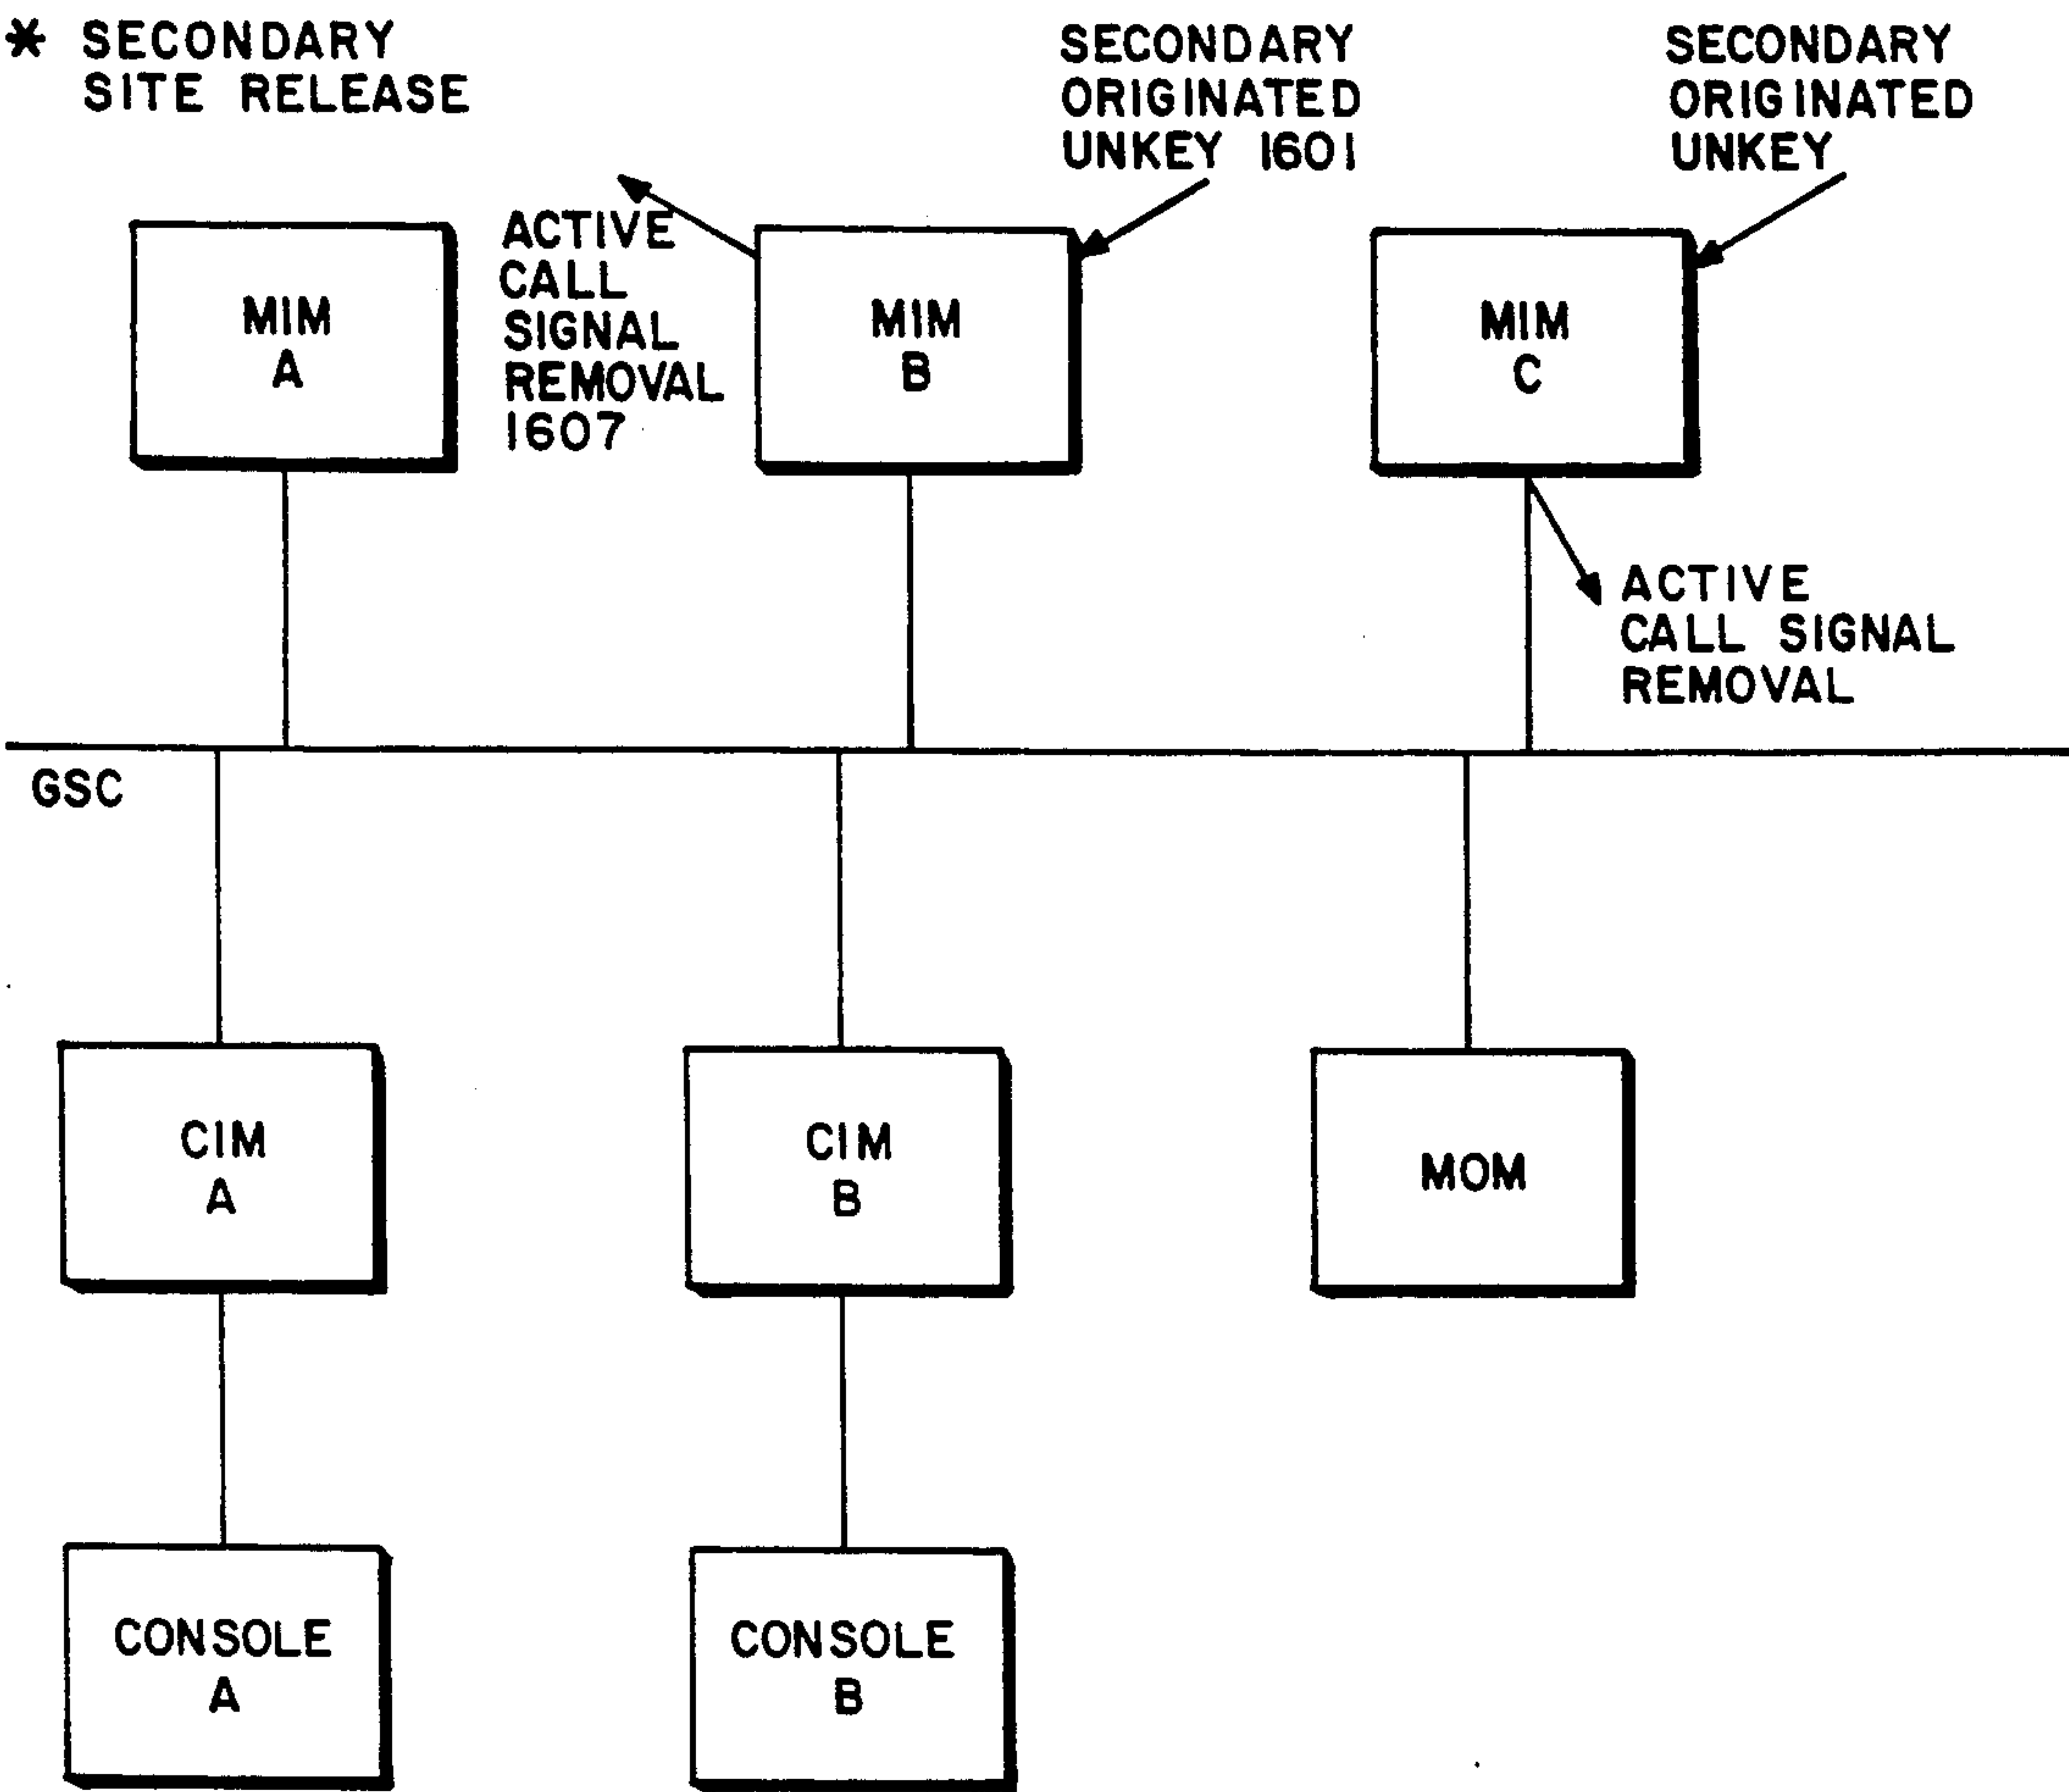 * SECONDARY
SITE RELEASE
SECONDARY
ORIGINATED
UNKEY 1601
SECONDARY
ORIGINATED
UNKEY
MIM
A
ACTIVE
CALL
SIGNAL
REMOVAL
1607
MIM
B
MIM
C
ACTIVE
CALL SIGNAL
REMOVAL
GSC
CIM
A
CIM
B
MOM
CONSOLE
A
CONSOLE
B